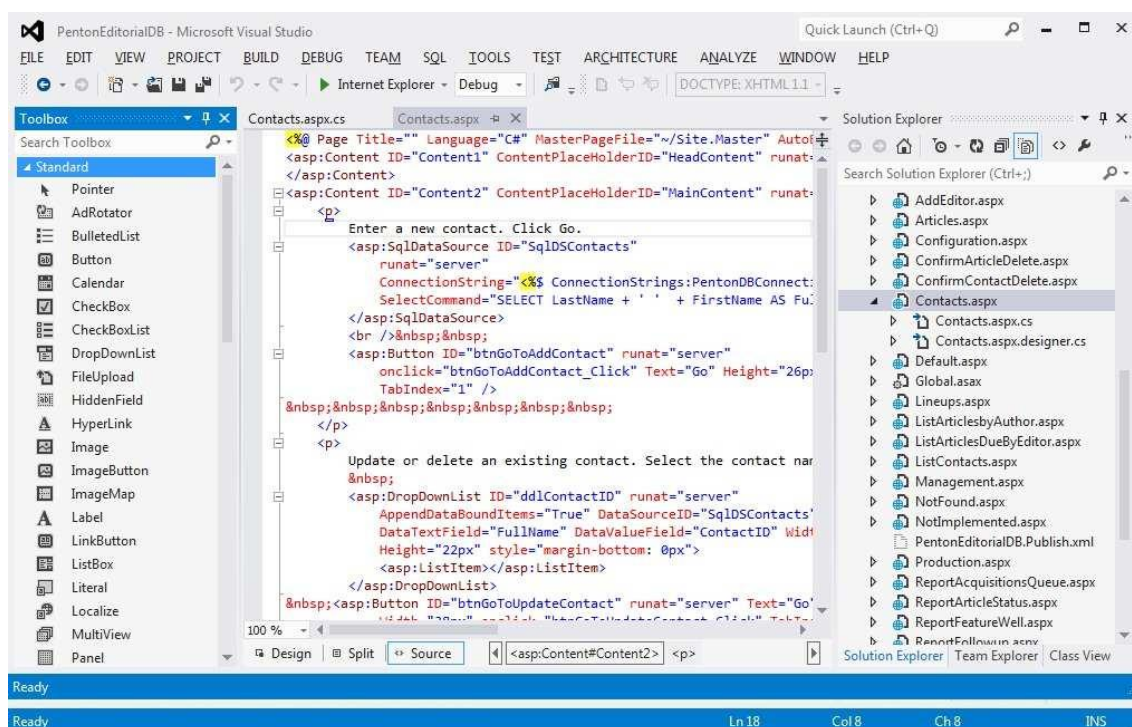 PentonEditorialDB - Microsoft Visual Studio
Quick Launch (Ctrl+Q)
FILE EDIT VIEW PROJECT BUILD DEBUG TEAM SQL TOOLS TEST ARCHITECTURE ANALYZE WINDOW HELP
Internet Explorer Debug DOCTYPE: XHTML 1.1
Toolbox
Search Toolbox
Standard
Pointer
AdRotator
BulletedList
Button
Calendar
CheckBox
CheckBoxList
DropDownList
FileUpload
HiddenField
HyperLink
Image
ImageButton
ImageMap
Label
LinkButton
ListBox
Literal
Localize
MultiView
Panel
Contacts.aspx.cs Contacts.aspx
<%@ Page Title="" Language="C#" MasterPageFile="~/Site.Master"
<asp:Content ID="Content1" ContentPlaceHolderID="HeadContent" runat=
</asp:Content>
<asp:Content ID="Content2" ContentPlaceHolderID="MainContent" runat=
<p>
Enter a new contact. Click Go.
<asp:SqlDataSource ID="SqlDSContacts"
runat="server"
ConnectionString="<%$ ConnectionStrings:PentonDBConnecti
SelectCommand="SELECT LastName + ' ' + FirstName AS Ful
</asp:SqlDataSource>
<br />&nbsp;&nbsp;
<asp:Button ID="btnGoToAddContact" runat="server"
onclick="btnGoToAddContact_Click" Text="Go" Height="26px
TabIndex="1" />
&nbsp;&nbsp;&nbsp;&nbsp;&nbsp;&nbsp;&nbsp;
</p>
<p>
Update or delete an existing contact. Select the contact nam
&nbsp;
<asp:DropDownList ID="ddlContactID" runat="server"
AppendDataBoundItems="True" DataSourceID="SqlDSContacts"
DataTextField="FullName" DataValueField="ContactID" Widt
Height="22px" style="margin-bottom: 0px">
<asp:ListItem></asp:ListItem>
</asp:DropDownList>
&nbsp;<asp:Button ID="btnGoToUpdateContact" runat="server" Text="Go"
100 %
Design Split Source <asp:Content#Content2> <p>
Solution Explorer
Search Solution Explorer (Ctrl+;)
AddEditor.aspx
Articles.aspx
Configuration.aspx
ConfirmArticleDelete.aspx
ConfirmContactDelete.aspx
Contacts.aspx
Contacts.aspx.cs
Contacts.aspx.designer.cs
Default.aspx
Global.asax
Lineups.aspx
ListArticlesbyAuthor.aspx
ListArticlesDueByEditor.aspx
ListContacts.aspx
Management.aspx
NotFound.aspx
NotImplemented.aspx
PentonEditorialDB.Publish.xml
Production.aspx
ReportAcquisitionsQueue.aspx
ReportArticleStatus.aspx
ReportFeatureWell.aspx
ReportFollowup.aspx
Solution Explorer Team Explorer Class View
Ready
Ready Ln 18 Col 8 Ch 8 INS